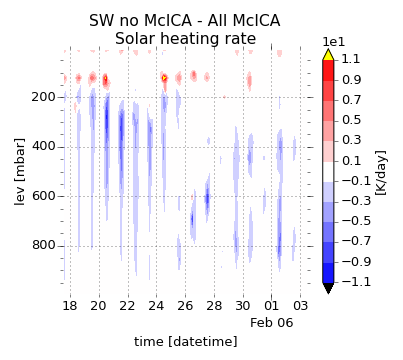 SW no McICA - All McICA
Solar heating rate
1e1
1.1
0.9
0.7
0.5
0.3
0.1
−0.1
−0.3
−0.5
−0.7
−0.9
−1.1
[K/day]
lev [mbar]
200
400
600
800
18 20 22 24 26 28 30 01 03
Feb 06
time [datetime]